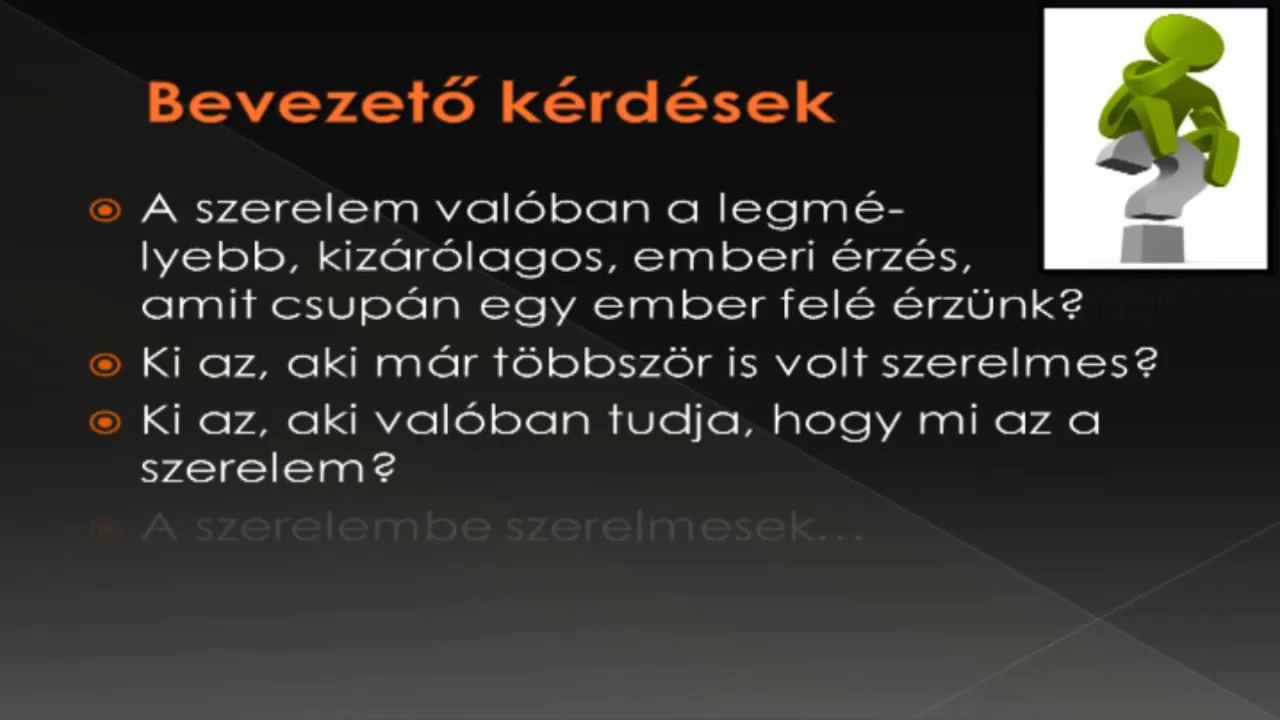 Bevezető kérdések
A szerelem valóban a legmé-
lyebb, kizárólagos, emberi érzés,
amit csupán egy ember felé érzünk?
Ki az, aki már többször is volt szerelmes?
Ki az, aki valóban tudja, hogy mi az a
szerelem?
A szerelembe szerelmesek...